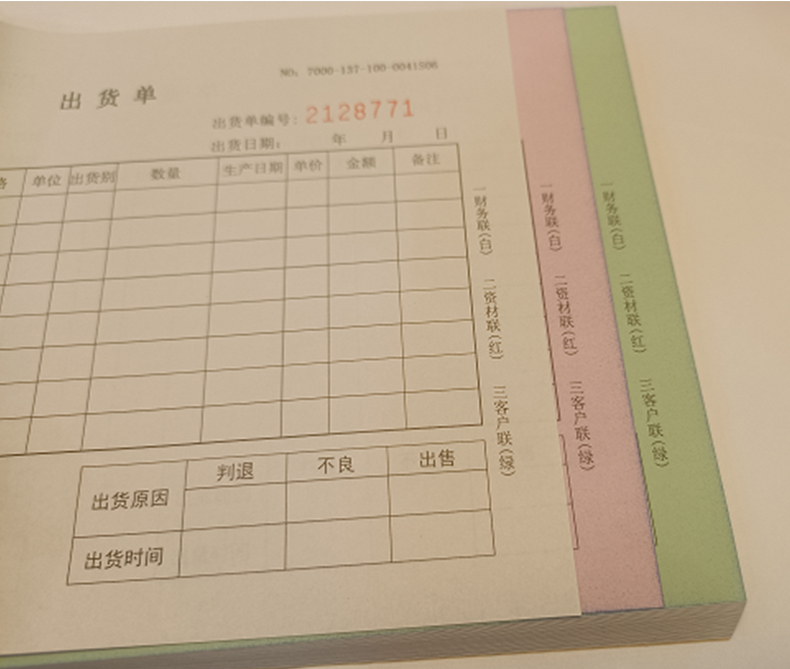 NO: 7000-137-100-0041506
出货单
出货单编号: 2128771
出货日期: 年 月 日
格 单位 出货别 数量 生产日期 单价 金额 备注
一财务联(白) 二资材联(红) 三客户联(绿)
一财务联(白) 二资材联(红) 三客户联(绿)
一财务联(白) 二资材联(红) 三客户联(绿)
判退 不良 出售
出货原因
出货时间